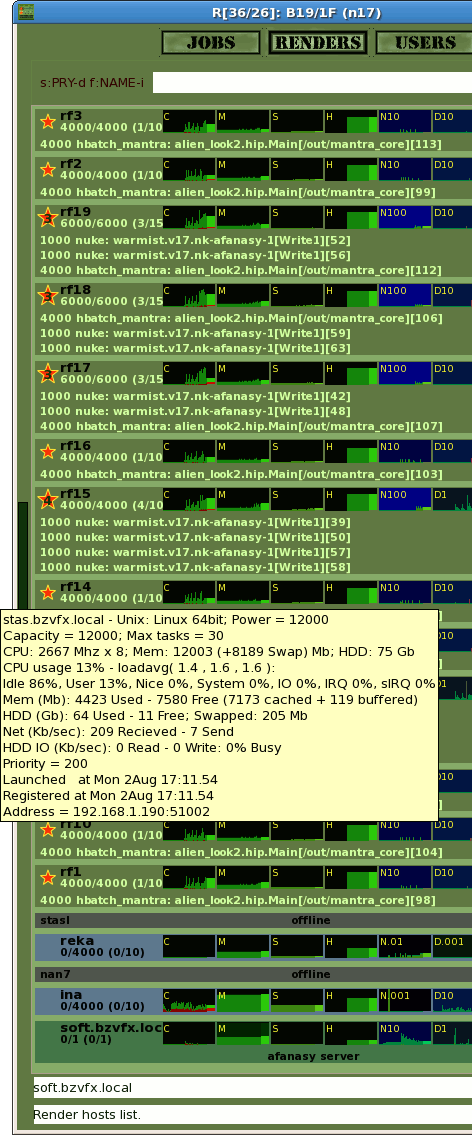 R[36/26]: B19/1F (n17)
JOBS RENDERS USERS
s:PRY-d f:NAME-i
rf3 C M S H N10 D10
4000/4000 (1/10
4000 hbatch_mantra: alien_look2.hip.Main[/out/mantra_core][113]
rf2 C M S H N10 D10
4000/4000 (1/10
4000 hbatch_mantra: alien_look2.hip.Main[/out/mantra_core][99]
3 rf19 C M S H N100 D10
6000/6000 (3/15
1000 nuke: warmist.v17.nk-afanasy-1[Write1][52]
1000 nuke: warmist.v17.nk-afanasy-1[Write1][56]
4000 hbatch_mantra: alien_look2.hip.Main[/out/mantra_core][112]
3 rf18 C M S H N100 D10
6000/6000 (3/15
4000 hbatch_mantra: alien_look2.hip.Main[/out/mantra_core][106]
1000 nuke: warmist.v17.nk-afanasy-1[Write1][59]
1000 nuke: warmist.v17.nk-afanasy-1[Write1][63]
3 rf17 C M S H N100 D10
6000/6000 (3/15
1000 nuke: warmist.v17.nk-afanasy-1[Write1][42]
1000 nuke: warmist.v17.nk-afanasy-1[Write1][48]
4000 hbatch_mantra: alien_look2.hip.Main[/out/mantra_core][107]
rf16 C M S H N10 D10
4000/4000 (1/10
4000 hbatch_mantra: alien_look2.hip.Main[/out/mantra_core][103]
4 rf15 C M S H N100 D1
4000/4000 (4/10
1000 nuke: warmist.v17.nk-afanasy-1[Write1][39]
1000 nuke: warmist.v17.nk-afanasy-1[Write1][50]
1000 nuke: warmist.v17.nk-afanasy-1[Write1][57]
1000 nuke: warmist.v17.nk-afanasy-1[Write1][58]
rf14 C M S H N10 D10
4000/4000 (1/10
stas.bzvfx.local - Unix: Linux 64bit; Power = 12000
Capacity = 12000; Max tasks = 30
CPU: 2667 Mhz x 8; Mem: 12003 (+8189 Swap) Mb; HDD: 75 Gb
CPU usage 13% - loadavg( 1.4 , 1.6 , 1.6 ):
Idle 86%, User 13%, Nice 0%, System 0%, IO 0%, IRQ 0%, sIRQ 0%
Mem (Mb): 4423 Used - 7580 Free (7173 cached + 119 buffered)
HDD (Gb): 64 Used - 11 Free; Swapped: 205 Mb
Net (Kb/sec): 209 Recieved - 7 Send
HDD IO (Kb/sec): 0 Read - 0 Write: 0% Busy
Priority = 200
Launched at Mon 2Aug 17:11.54
Registered at Mon 2Aug 17:11.54
Address = 192.168.1.190:51002
rf10 C M S H N10 D10
4000/4000 (1/10
4000 hbatch_mantra: alien_look2.hip.Main[/out/mantra_core][104]
rf1 C M S H N10 D10
4000/4000 (1/10
4000 hbatch_mantra: alien_look2.hip.Main[/out/mantra_core][98]
stasl offline
reka C M S H N.01 D.001
0/4000 (0/10)
nan7 offline
ina C M S H N.001 D10
0/4000 (0/10)
soft.bzvfx.loc C M S H N10 D1
0/1 (0/1)
afanasy server
soft.bzvfx.local
Render hosts list.